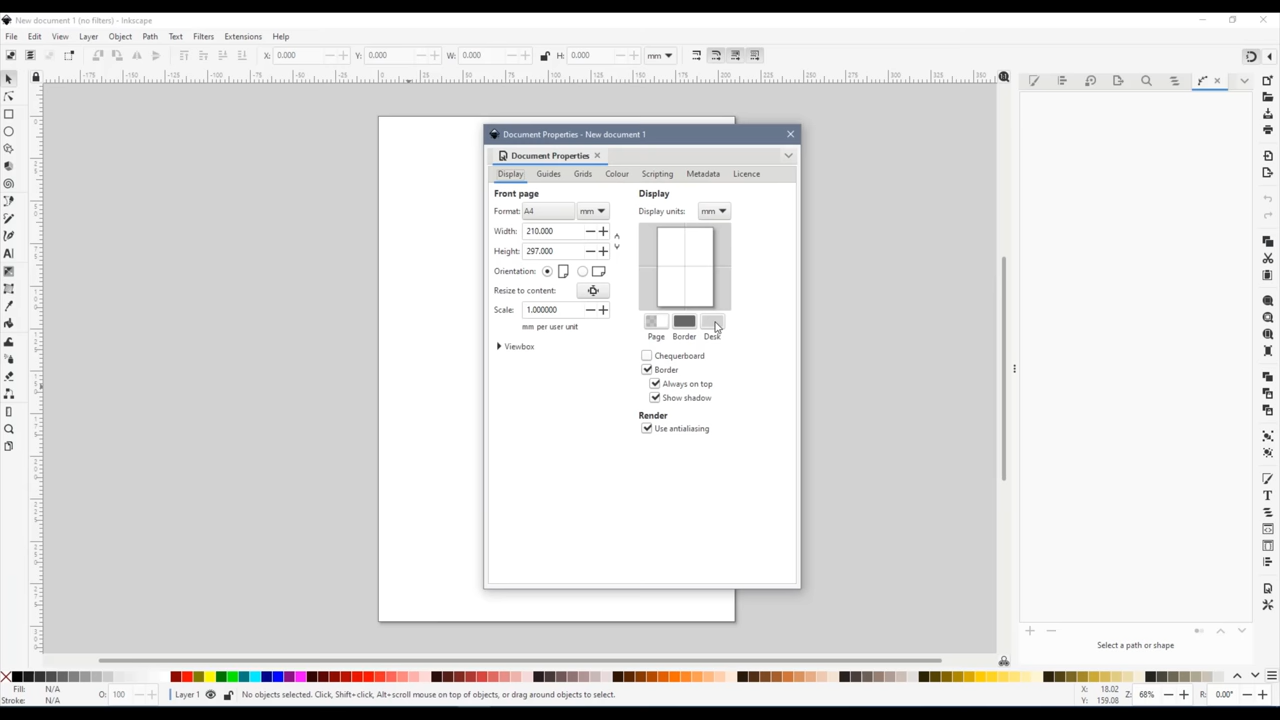 New document 1 (no filters) - Inkscape
File Edit View Layer Object Path Text Filters Extensions Help
X: 0.000 Y: 0.000 W: 0.000 H: 0.000 mm
Document Properties - New document 1
Document Properties
Display Guides Grids Colour Scripting Metadata Licence
Front page
Format: A4 mm
Width: 210.000
Height: 297.000
Orientation:
Resize to content:
Scale: 1.000000
mm per user unit
Viewbox
Display
Display units: mm
Page Border Desk
Chequerboard
Border
Always on top
Show shadow
Render
Use antialiasing
Select a path or shape
Fill: N/A
Stroke: N/A
O: 100
Layer 1
No objects selected. Click, Shift+click, Alt+scroll mouse on top of objects, or drag around objects to select.
X: 18.02
Y: 159.08
Z: 68%
R: 0.00°